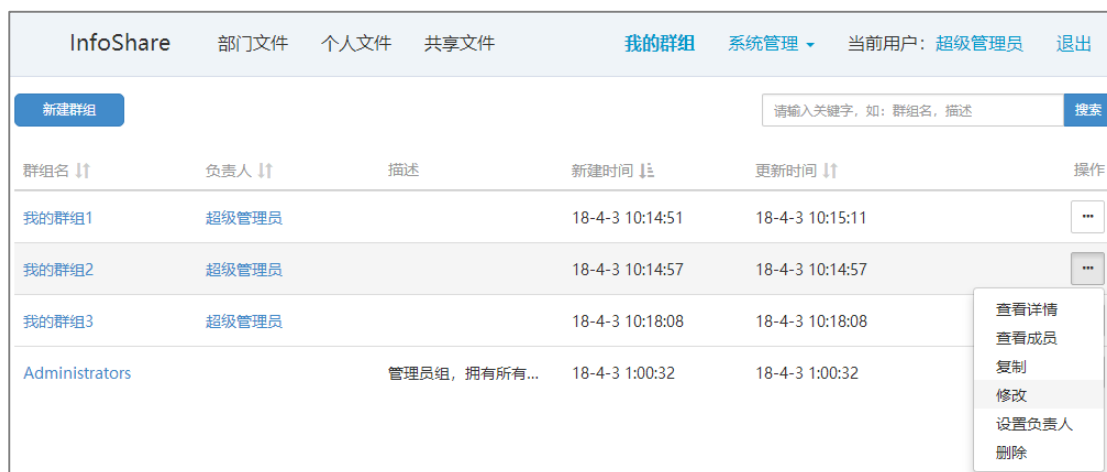 InfoShare 部门文件 个人文件 共享文件 我的群组 系统管理 当前用户：超级管理员 退出
新建群组 请输入关键字，如：群组名，描述 搜索
群组名 负责人 描述 新建时间 更新时间 操作
我的群组1 超级管理员 18-4-3 10:14:51 18-4-3 10:15:11 ...
我的群组2 超级管理员 18-4-3 10:14:57 18-4-3 10:14:57 ...
我的群组3 超级管理员 18-4-3 10:18:08 18-4-3 10:18:08
Administrators 管理员组，拥有所有... 18-4-3 1:00:32 18-4-3 1:00:32
查看详情
查看成员
复制
修改
设置负责人
删除